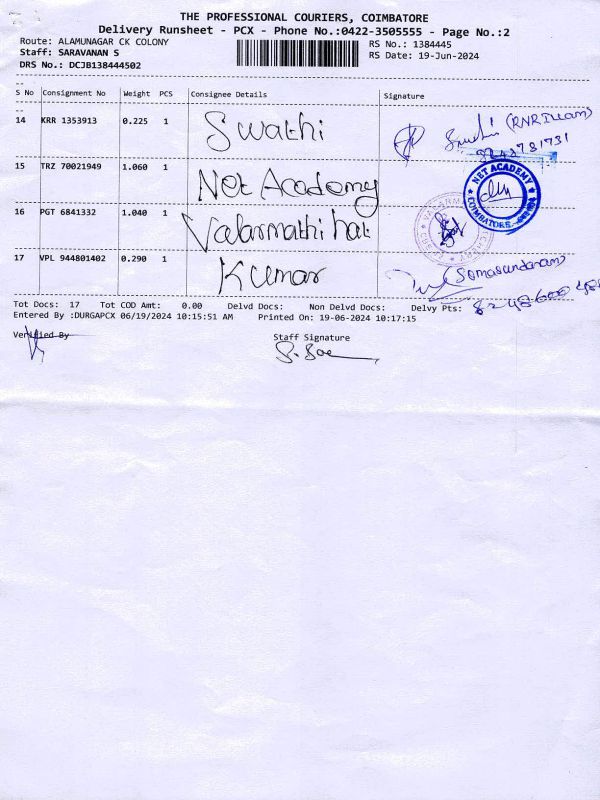 THE PROFESSIONAL COURIERS, COIMBATORE
Delivery Runsheet - PCX - Phone No.:0422-3505555 - Page No.:2
Route: ALAMUNAGAR CK COLONY
RS No.: 1384445
Staff: SARAVANAN S
RS Date: 19-Jun-2024
DRS No.: DCJB138444502
S No Consignment No Weight PCS Consignee Details Signature
14 KRR 1353913 0.225 1 Swathi
15 TRZ 70021949 1.060 1 Net Academy
NET ACADEMY
COIMBATORE
16 PGT 6841332 1.040 1 Valarmathi hat
17 VPL 944801402 0.290 1 Kumar
(Somasundaram)
Tot Docs: 17 Tot COD Amt: 0.00 Delvd Docs: Non Delvd Docs: Delvy Pts:
Entered By :DURGAPCX 06/19/2024 10:15:51 AM Printed On: 19-06-2024 10:17:15
Verified By
Staff Signature